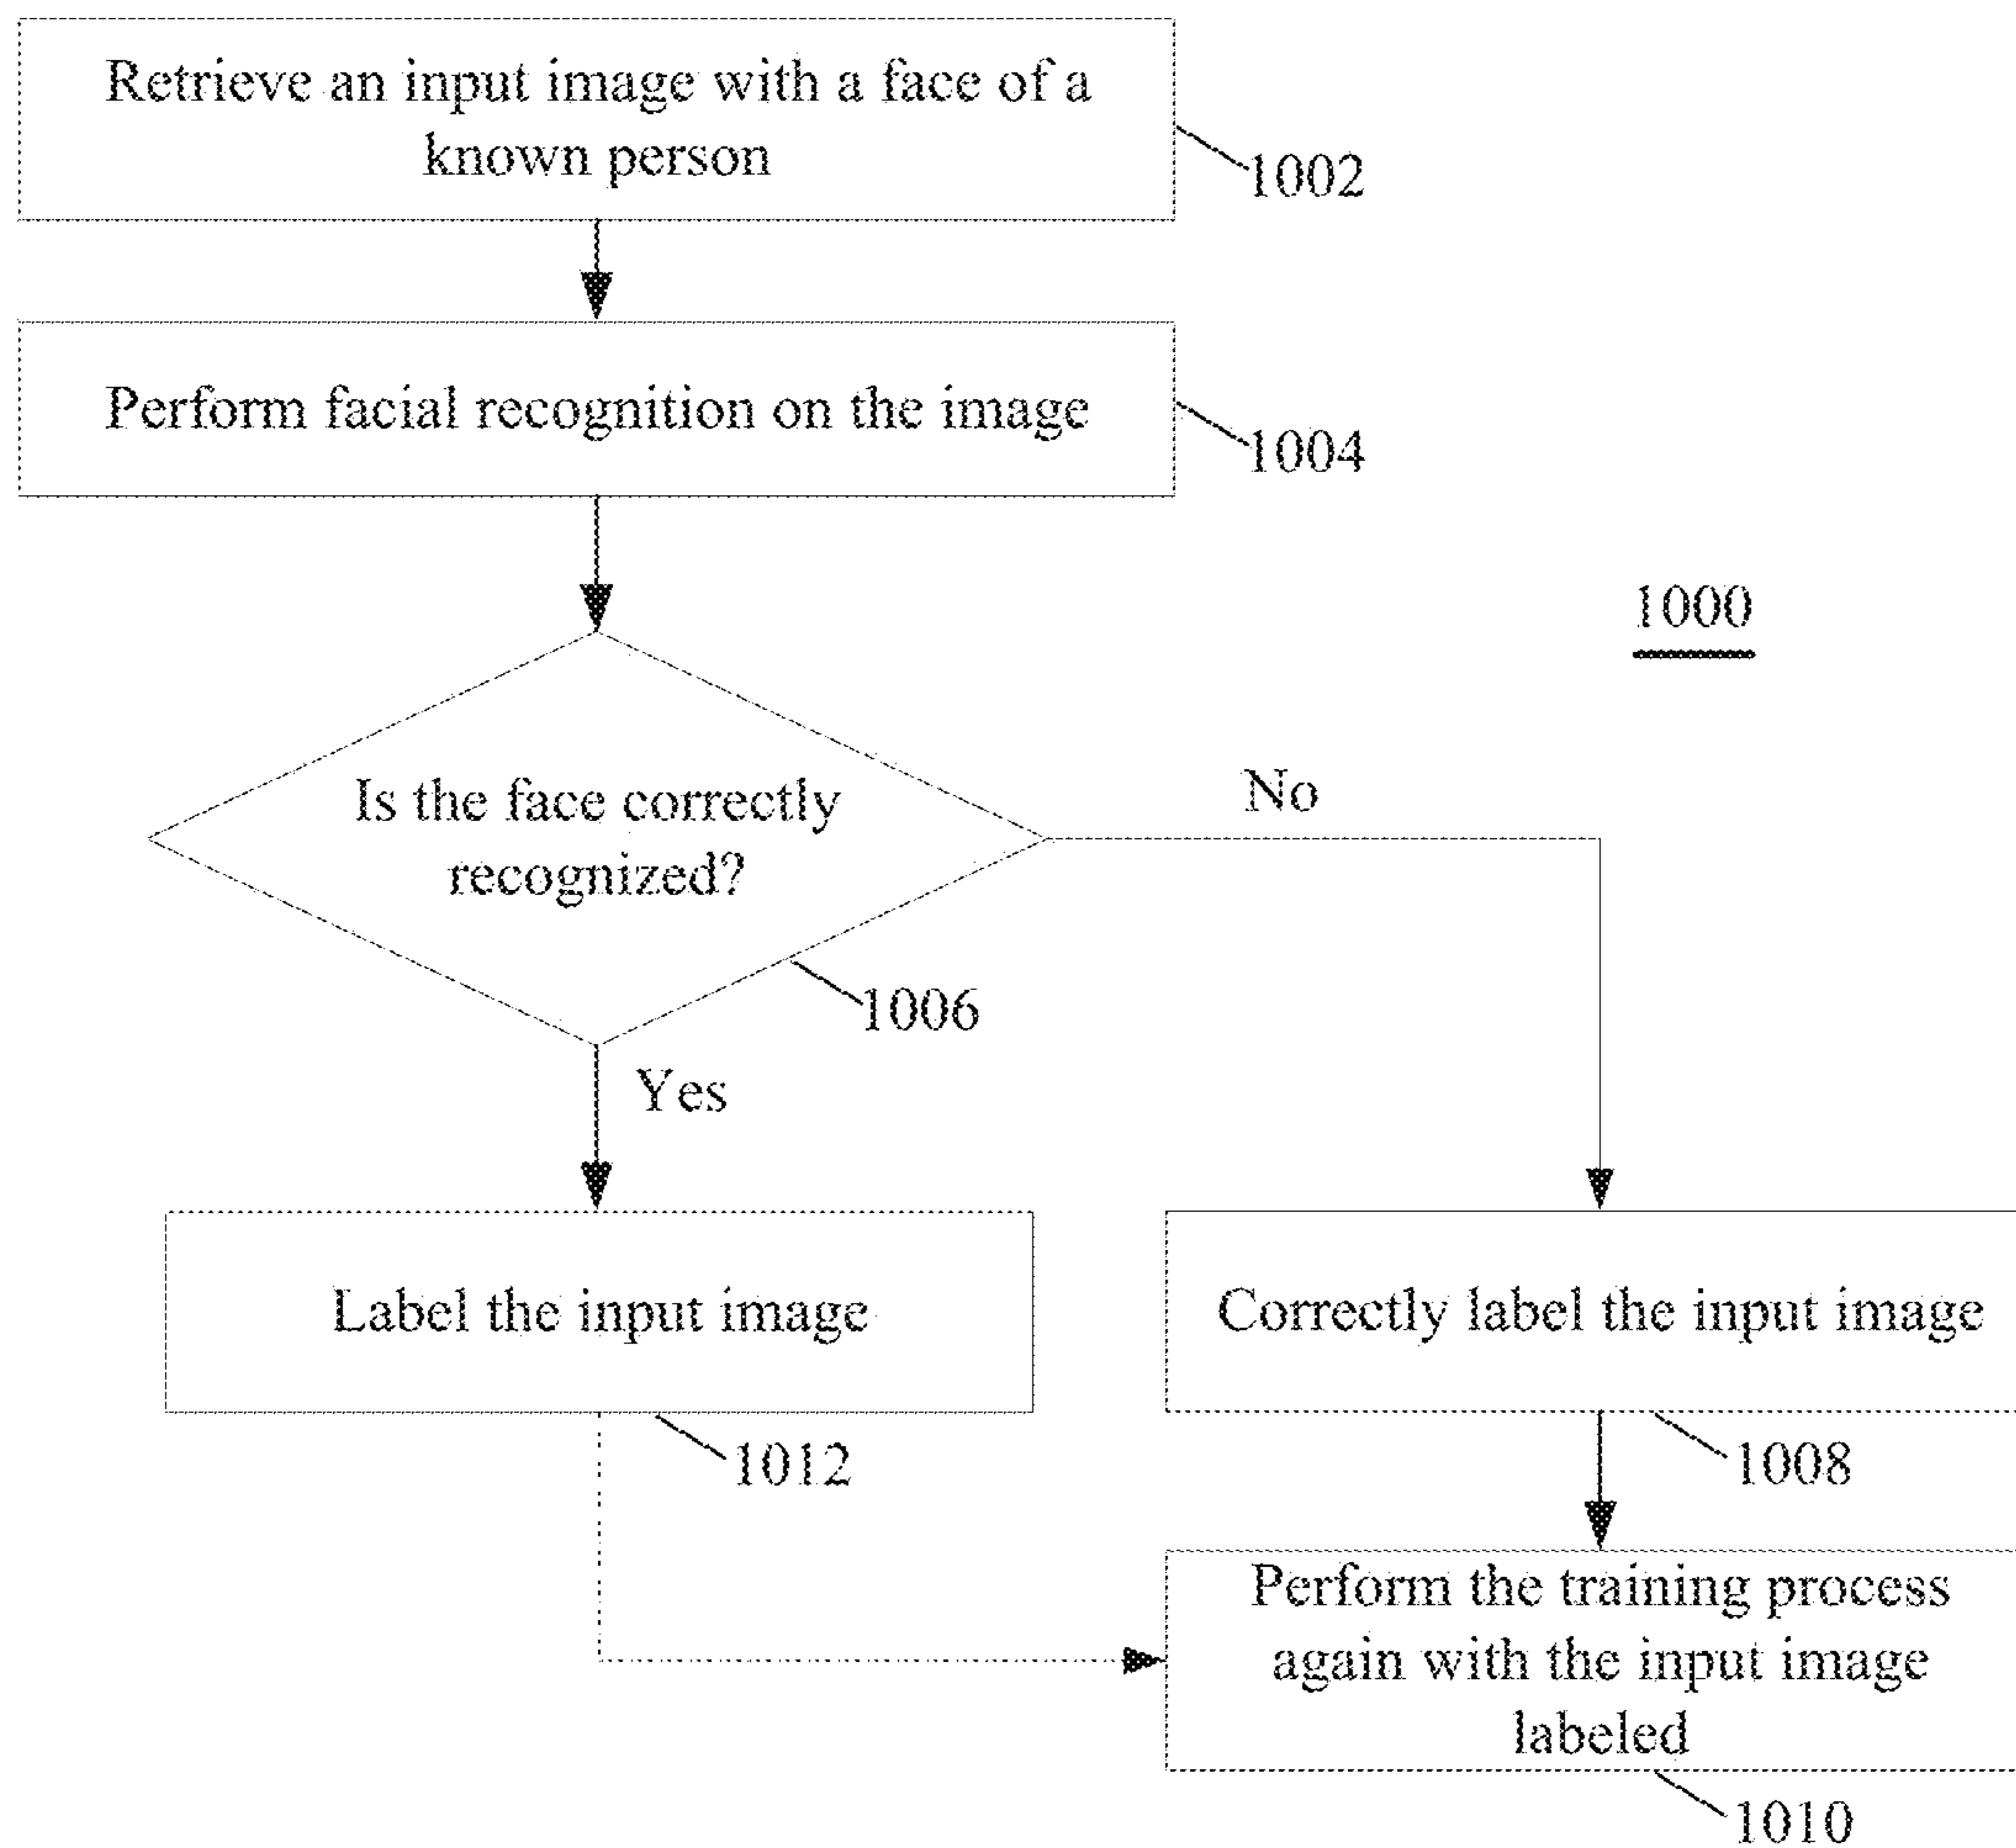 Retrieve an input image with a face of a
known person
1002
Perform facial recognition on the image
1004
1000
Is the face correctly
recognized?
No
1006
Yes
Label the input image
Correctly label the input image
1012
1008
Perform the training process
again with the input image
labeled
1010